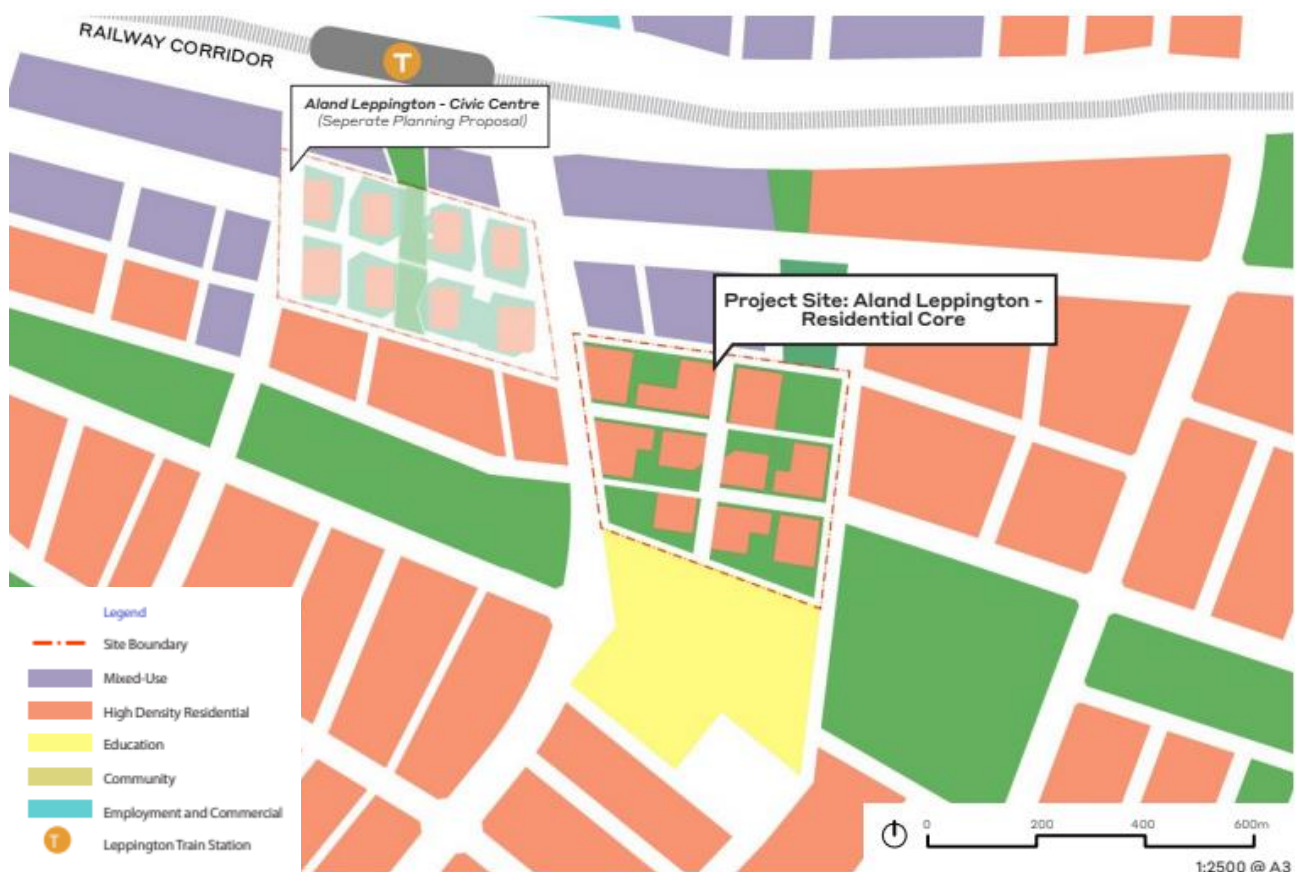 RAILWAY CORRIDOR
T
Aland Leppington - Civic Centre
(Seperate Planning Proposal)
Project Site: Aland Leppington -
Residential Core
Legend
Site Boundary
Mixed-Use
High Density Residential
Education
Community
Employment and Commercial
T
Leppington Train Station
0 200 400 600m
1:2500 @ A3